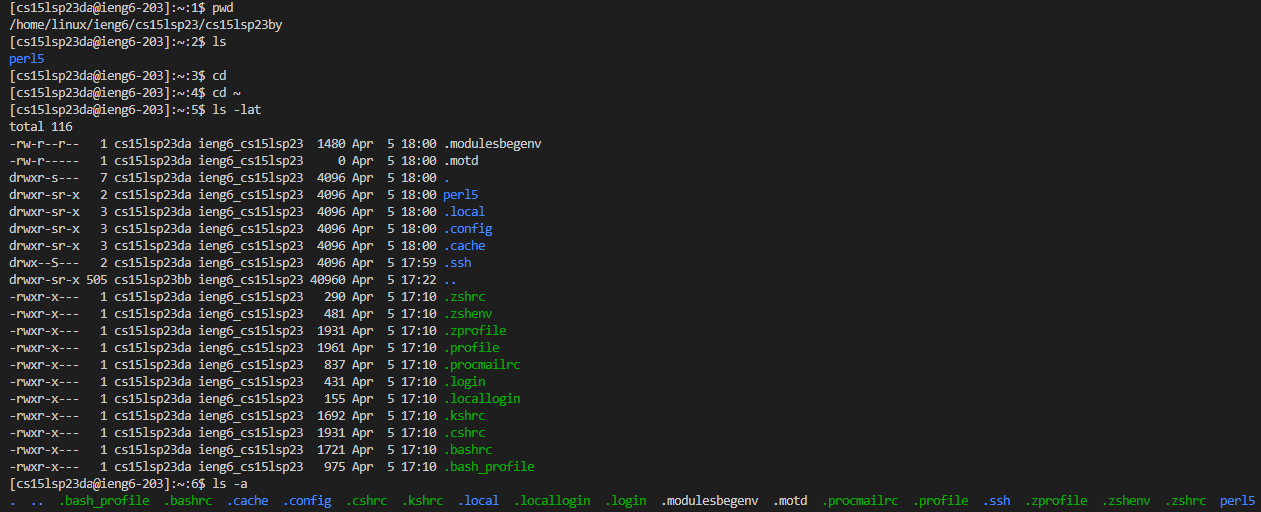 [cs15lsp23da@ieng6-203]:~:1$ pwd
/home/linux/ieng6/cs15lsp23/cs15lsp23by
[cs15lsp23da@ieng6-203]:~:2$ ls
perl5
[cs15lsp23da@ieng6-203]:~:3$ cd
[cs15lsp23da@ieng6-203]:~:4$ cd ~
[cs15lsp23da@ieng6-203]:~:5$ ls -lat
total 116
-rw-r--r--   1 cs15lsp23da ieng6_cs15lsp23  1480 Apr  5 18:00 .modulesbegenv
-rw-r-----   1 cs15lsp23da ieng6_cs15lsp23     0 Apr  5 18:00 .motd
drwxr-s---   7 cs15lsp23da ieng6_cs15lsp23  4096 Apr  5 18:00 .
drwxr-sr-x   2 cs15lsp23da ieng6_cs15lsp23  4096 Apr  5 18:00 perl5
drwxr-sr-x   3 cs15lsp23da ieng6_cs15lsp23  4096 Apr  5 18:00 .local
drwxr-sr-x   3 cs15lsp23da ieng6_cs15lsp23  4096 Apr  5 18:00 .config
drwxr-sr-x   3 cs15lsp23da ieng6_cs15lsp23  4096 Apr  5 18:00 .cache
drwx--S---   2 cs15lsp23da ieng6_cs15lsp23  4096 Apr  5 17:59 .ssh
drwxr-sr-x 505 cs15lsp23bb ieng6_cs15lsp23 40960 Apr  5 17:22 ..
-rwxr-x---   1 cs15lsp23da ieng6_cs15lsp23   290 Apr  5 17:10 .zshrc
-rwxr-x---   1 cs15lsp23da ieng6_cs15lsp23   481 Apr  5 17:10 .zshenv
-rwxr-x---   1 cs15lsp23da ieng6_cs15lsp23  1931 Apr  5 17:10 .zprofile
-rwxr-x---   1 cs15lsp23da ieng6_cs15lsp23  1961 Apr  5 17:10 .profile
-rwxr-x---   1 cs15lsp23da ieng6_cs15lsp23   837 Apr  5 17:10 .procmailrc
-rwxr-x---   1 cs15lsp23da ieng6_cs15lsp23   431 Apr  5 17:10 .login
-rwxr-x---   1 cs15lsp23da ieng6_cs15lsp23   155 Apr  5 17:10 .locallogin
-rwxr-x---   1 cs15lsp23da ieng6_cs15lsp23  1692 Apr  5 17:10 .kshrc
-rwxr-x---   1 cs15lsp23da ieng6_cs15lsp23  1931 Apr  5 17:10 .cshrc
-rwxr-x---   1 cs15lsp23da ieng6_cs15lsp23  1721 Apr  5 17:10 .bashrc
-rwxr-x---   1 cs15lsp23da ieng6_cs15lsp23   975 Apr  5 17:10 .bash_profile
[cs15lsp23da@ieng6-203]:~:6$ ls -a
.  ..  .bash_profile  .bashrc  .cache  .config  .cshrc  .kshrc  .local  .locallogin  .login  .modulesbegenv  .motd  .procmailrc  .profile  .ssh  .zprofile  .zshenv  .zshrc  perl5